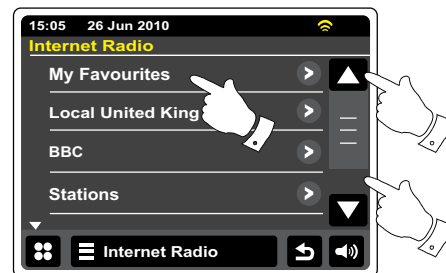 15:05 26 Jun 2010
Internet Radio
My Favourites
Local United King
BBC
Stations
Internet Radio